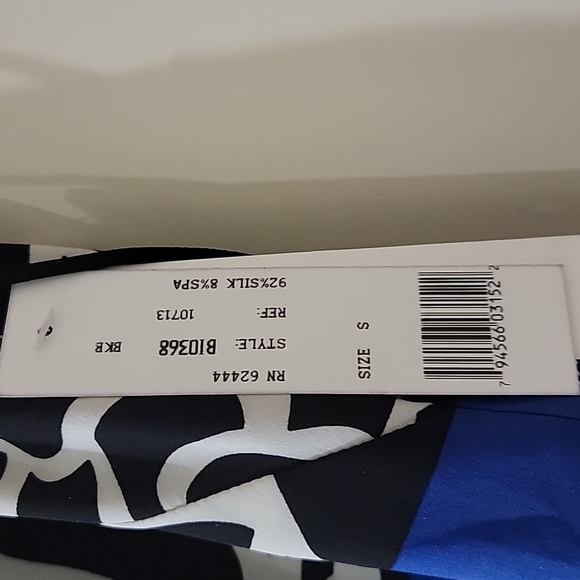 RN 62444
STYLE: BI0368 BKB
REF: 10713
92%SILK 8%SPA
SIZE S
7 94566 03152 2